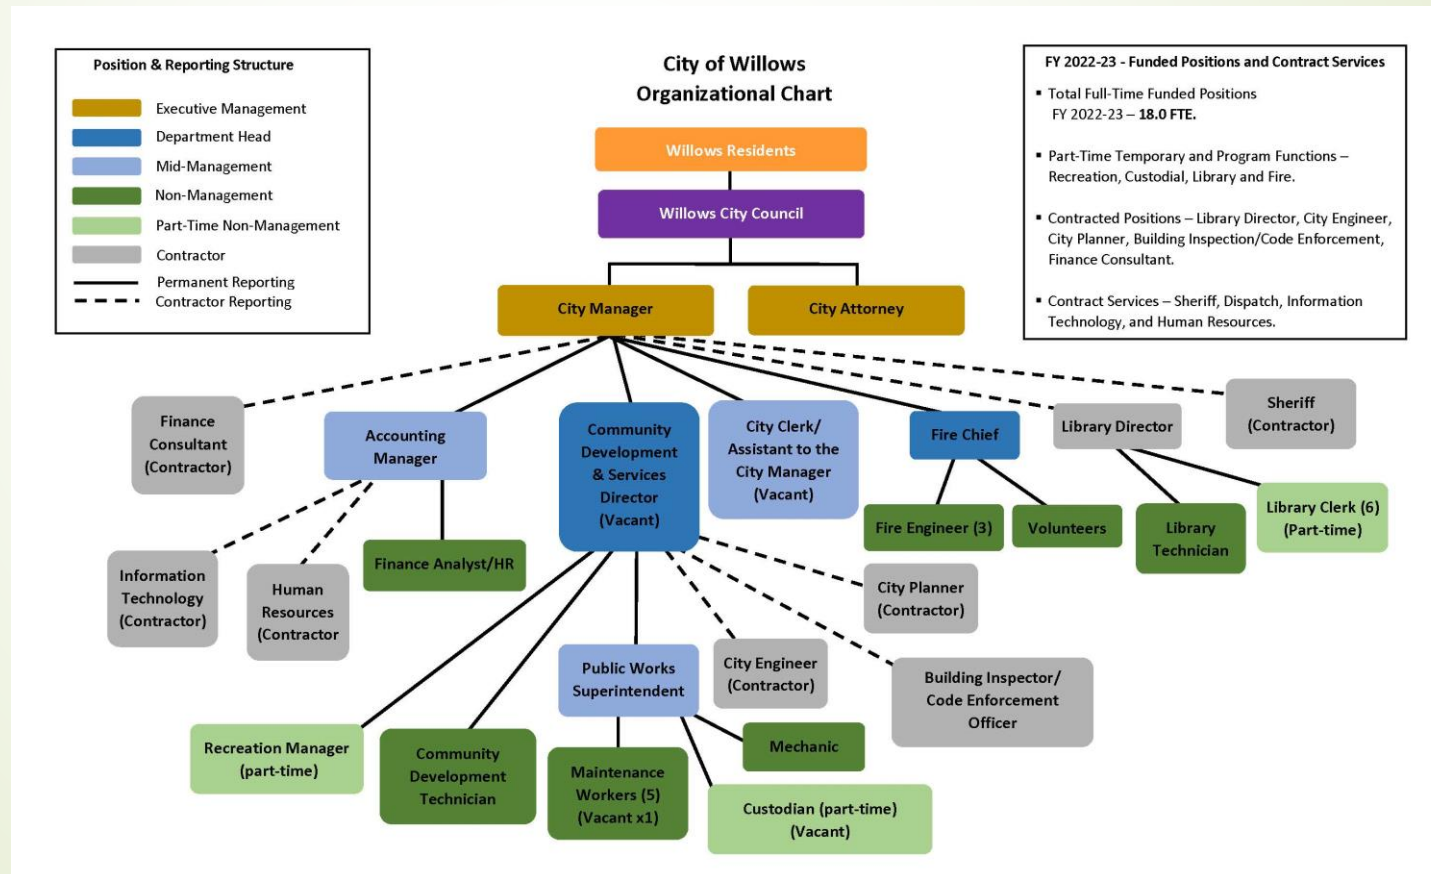 Position & Reporting Structure
Executive Management
Department Head
Mid-Management
Non-Management
Part-Time Non-Management
Contractor
Permanent Reporting
Contractor Reporting
City of Willows
Organizational Chart
FY 2022-23 - Funded Positions and Contract Services
▪ Total Full-Time Funded Positions
FY 2022-23 – 18.0 FTE.
▪ Part-Time Temporary and Program Functions –
Recreation, Custodial, Library and Fire.
▪ Contracted Positions – Library Director, City Engineer,
City Planner, Building Inspection/Code Enforcement,
Finance Consultant.
▪ Contract Services – Sheriff, Dispatch, Information
Technology, and Human Resources.
Willows Residents
Willows City Council
City Manager
City Attorney
Finance
Consultant
(Contractor)
Accounting
Manager
Community
Development
& Services
Director
(Vacant)
City Clerk/
Assistant to the
City Manager
(Vacant)
Fire Chief
Library Director
Sheriff
(Contractor)
Information
Technology
(Contractor)
Human
Resources
(Contractor
Finance Analyst/HR
Fire Engineer (3)
Volunteers
Library
Technician
Library Clerk (6)
(Part-time)
City Planner
(Contractor)
Public Works
Superintendent
City Engineer
(Contractor)
Building Inspector/
Code Enforcement
Officer
Recreation Manager
(part-time)
Community
Development
Technician
Maintenance
Workers (5)
(Vacant x1)
Mechanic
Custodian (part-time)
(Vacant)